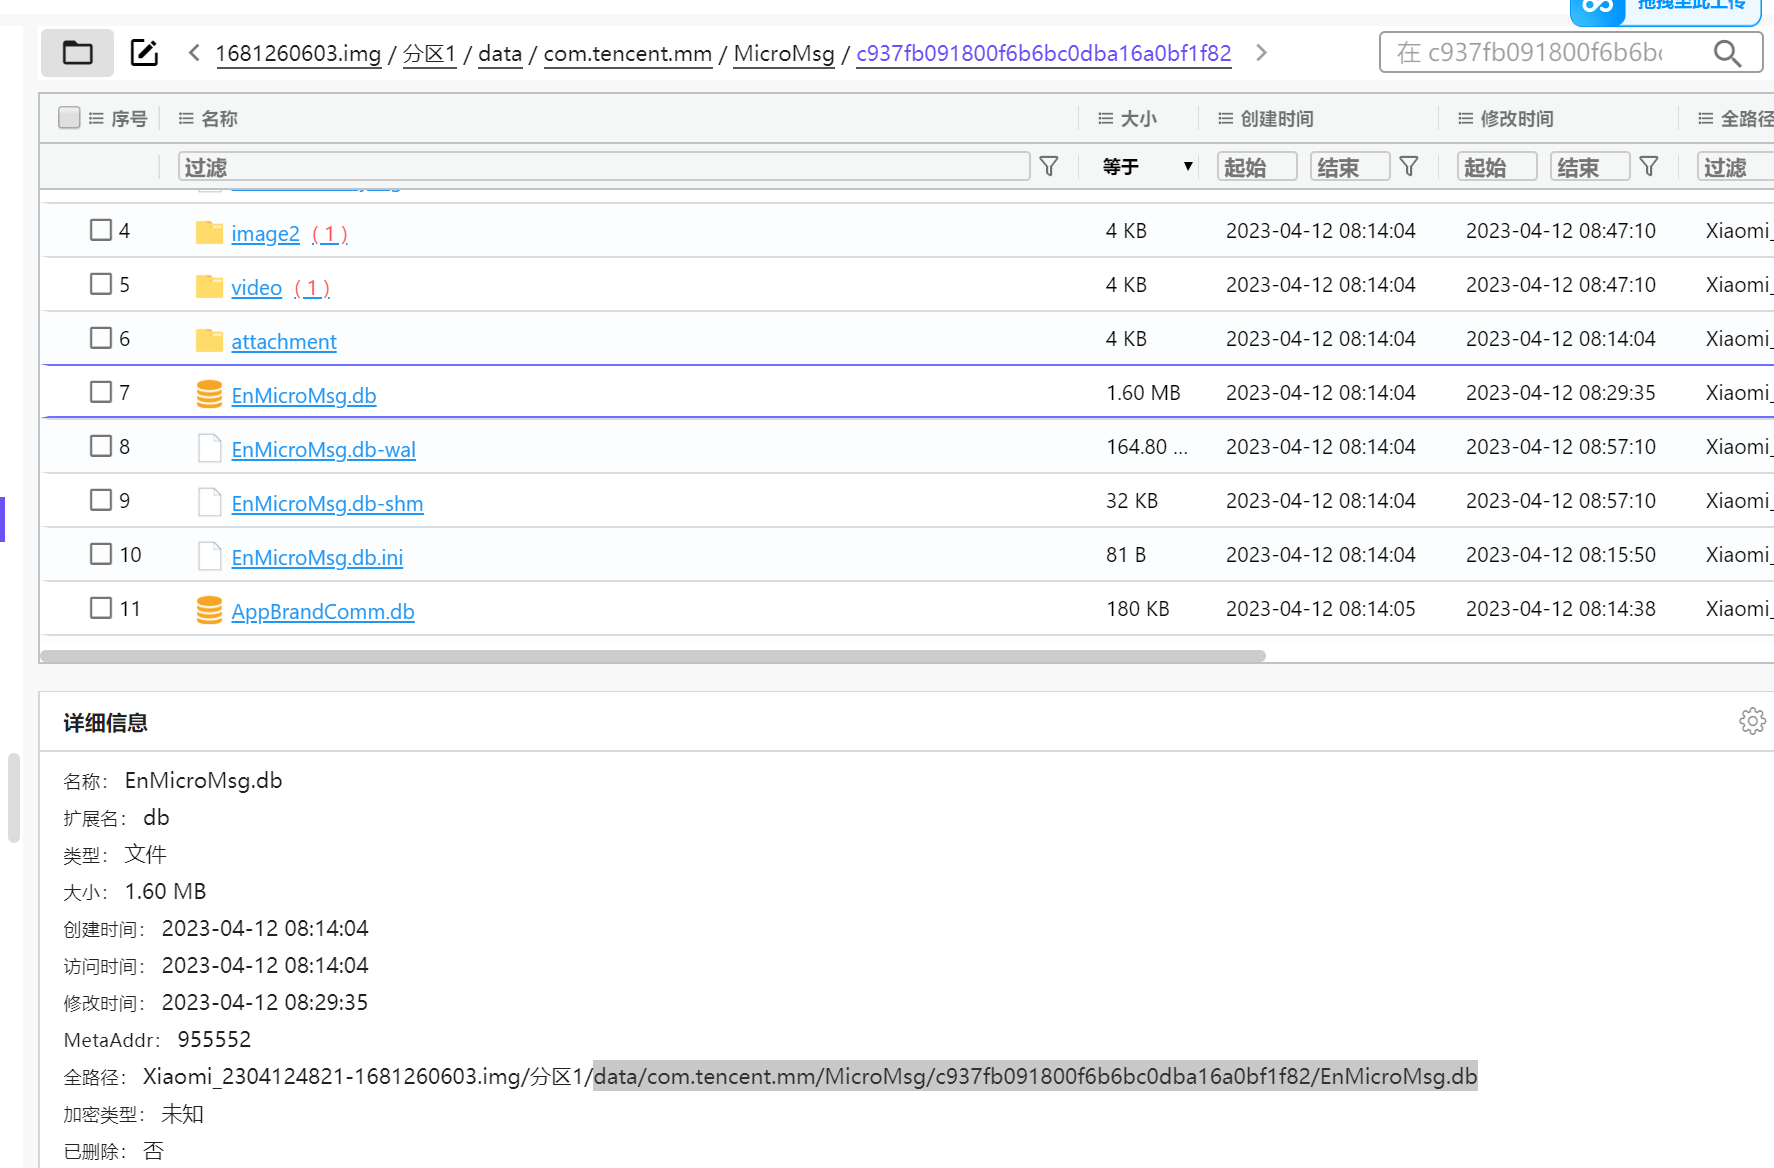 拖拽至此上传
1681260603.img / 分区1 / data / com.tencent.mm / MicroMsg / c937fb091800f6b6bc0dba16a0bf1f82
在 c937fb091800f6b6bc
序号 名称 大小 创建时间 修改时间 全路径
过滤 等于 起始 结束 起始 结束 过滤
4 image2 ( 1 ) 4 KB 2023-04-12 08:14:04 2023-04-12 08:47:10 Xiaomi_
5 video ( 1 ) 4 KB 2023-04-12 08:14:04 2023-04-12 08:47:10 Xiaomi_
6 attachment 4 KB 2023-04-12 08:14:04 2023-04-12 08:14:04 Xiaomi_
7 EnMicroMsg.db 1.60 MB 2023-04-12 08:14:04 2023-04-12 08:29:35 Xiaomi_
8 EnMicroMsg.db-wal 164.80 ... 2023-04-12 08:14:04 2023-04-12 08:57:10 Xiaomi_
9 EnMicroMsg.db-shm 32 KB 2023-04-12 08:14:04 2023-04-12 08:57:10 Xiaomi_
10 EnMicroMsg.db.ini 81 B 2023-04-12 08:14:04 2023-04-12 08:15:50 Xiaomi_
11 AppBrandComm.db 180 KB 2023-04-12 08:14:05 2023-04-12 08:14:38 Xiaomi_
详细信息
名称： EnMicroMsg.db
扩展名： db
类型： 文件
大小： 1.60 MB
创建时间： 2023-04-12 08:14:04
访问时间： 2023-04-12 08:14:04
修改时间： 2023-04-12 08:29:35
MetaAddr： 955552
全路径： Xiaomi_2304124821-1681260603.img/分区1/data/com.tencent.mm/MicroMsg/c937fb091800f6b6bc0dba16a0bf1f82/EnMicroMsg.db
加密类型： 未知
已删除： 否